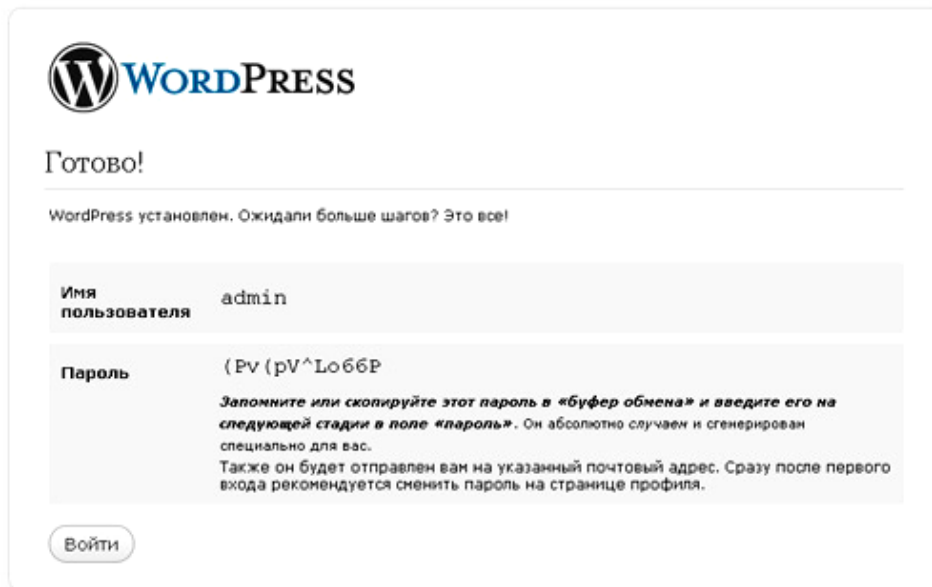 WORDPRESS
Готово!
WordPress установлен. Ожидали больше шагов? Это все!
Имя
пользователя
admin
Пароль
(Pv(pV^Lo66P
Запомните или скопируйте этот пароль в «буфер обмена» и введите его на
следующей стадии в поле «пароль». Он абсолютно случаен и сгенерирован
специально для вас.
Также он будет отправлен вам на указанный почтовый адрес. Сразу после первого
входа рекомендуется сменить пароль на странице профиля.
Войти